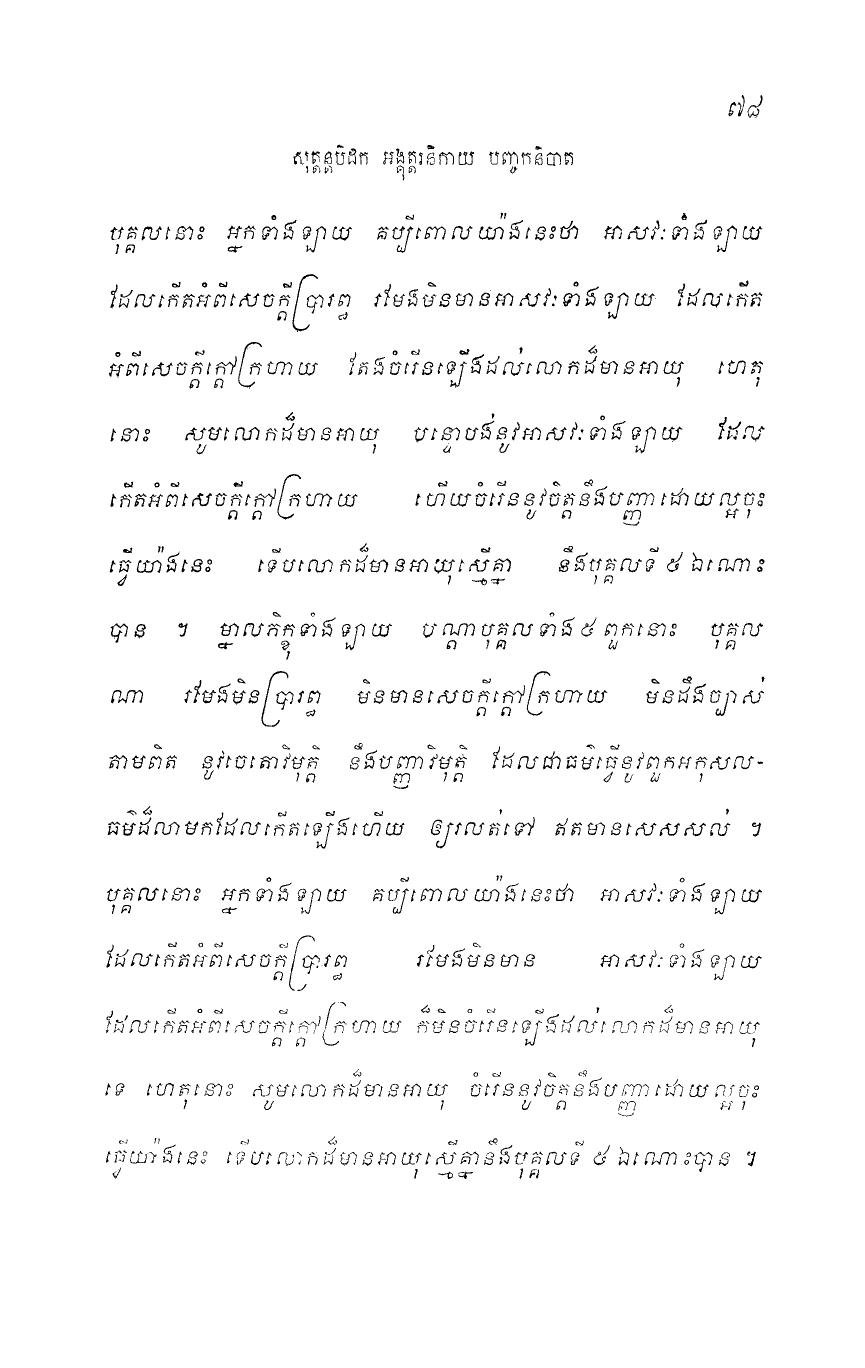 ៧៨
សុត្តន្តបិដក អង្គុត្តរនិកាយ បញ្ចកនិបាត
បុគ្គលនោះ អ្នកទាំងឡាយ គប្បីពោលយ៉ាងនេះថា អាសវៈទាំងឡាយ
ដែលកើតអំពីសេចក្តីប្រារព្ធ រមែងមិនមានអាសវៈទាំងឡាយ ដែលកើត
អំពីសេចក្តីក្តៅក្រហាយ តែងចំរើនឡើងដល់លោកដ៏មានអាយុ ហេតុ
នោះ សូមលោកដ៏មានអាយុ បន្ទោបង់នូវអាសវៈទាំងឡាយ ដែល
កើតអំពីសេចក្តីក្តៅក្រហាយ ហើយចំរើននូវចិត្តនឹងបញ្ញាដោយល្អចុះ
ធ្វើយ៉ាងនេះ ទើបលោកដ៏មានអាយុស្មើគ្នា នឹងបុគ្គលទី ៥ ឯណោះ
បាន ។ ម្នាលភិក្ខុទាំងឡាយ បណ្តាបុគ្គលទាំង៥ ពួកនោះ បុគ្គល
ណា រមែងមិនប្រារព្ធ មិនមានសេចក្តីក្តៅក្រហាយ មិនដឹងច្បាស់
តាមពិត នូវចេតោវិមុត្តិ នឹងបញ្ញាវិមុត្តិ ដែលជាធម៌ធ្វើនូវពួកអកុសល-
ធម៌ដ៏លាមកដែលកើតឡើងហើយ ឲ្យរលត់ទៅ ឥតមានសេសសល់ ។
បុគ្គលនោះ អ្នកទាំងឡាយ គប្បីពោលយ៉ាងនេះថា អាសវៈទាំងឡាយ
ដែលកើតអំពីសេចក្តីប្រារព្ធ រមែងមិនមាន អាសវៈទាំងឡាយ
ដែលកើតអំពីសេចក្តីក្តៅក្រហាយ ក៏មិនចំរើនឡើងដល់លោកដ៏មានអាយុ
ទេ ហេតុនោះ សូមលោកដ៏មានអាយុ ចំរើននូវចិត្តនឹងបញ្ញាដោយល្អចុះ
ធ្វើយ៉ាងនេះ ទើបលោកដ៏មានអាយុស្មើគ្នានឹងបុគ្គលទី ៥ ឯណោះបាន ។